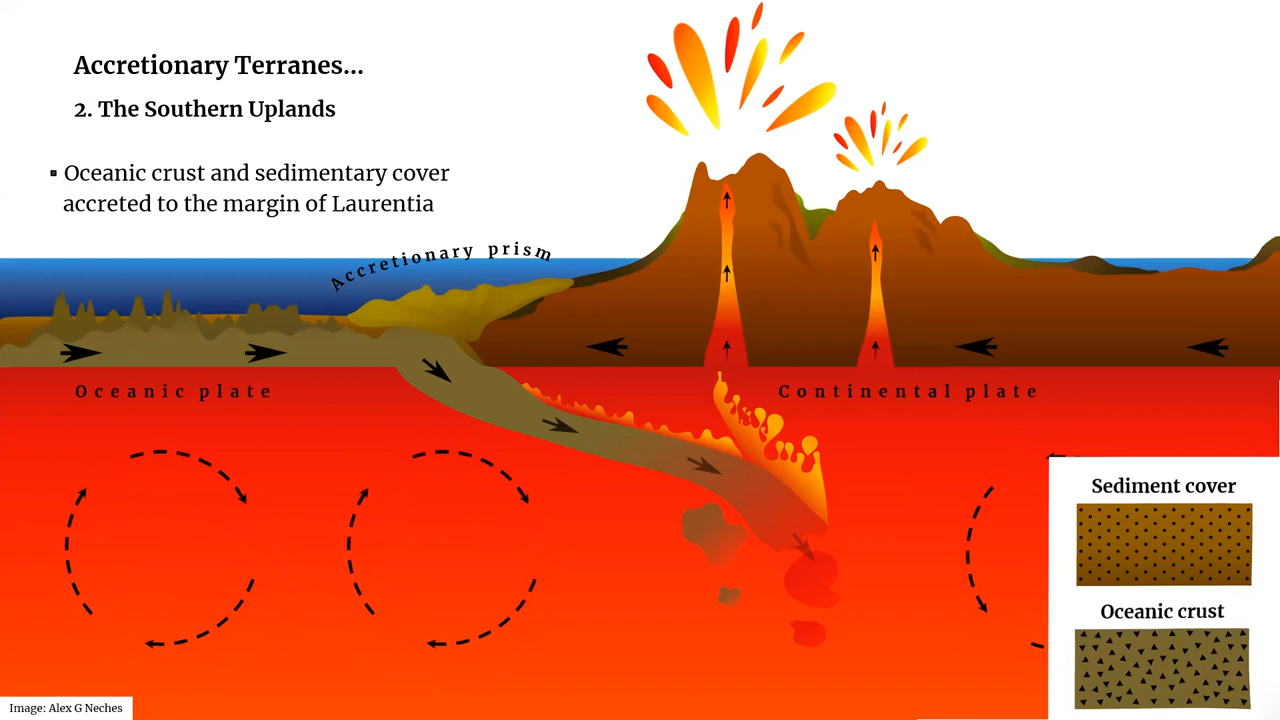 Accretionary Terranes...
2. The Southern Uplands
▪ Oceanic crust and sedimentary cover
accreted to the margin of Laurentia
Accretionary prism
Oceanic plate
Continental plate
Sediment cover
Oceanic crust
Image: Alex G Neches